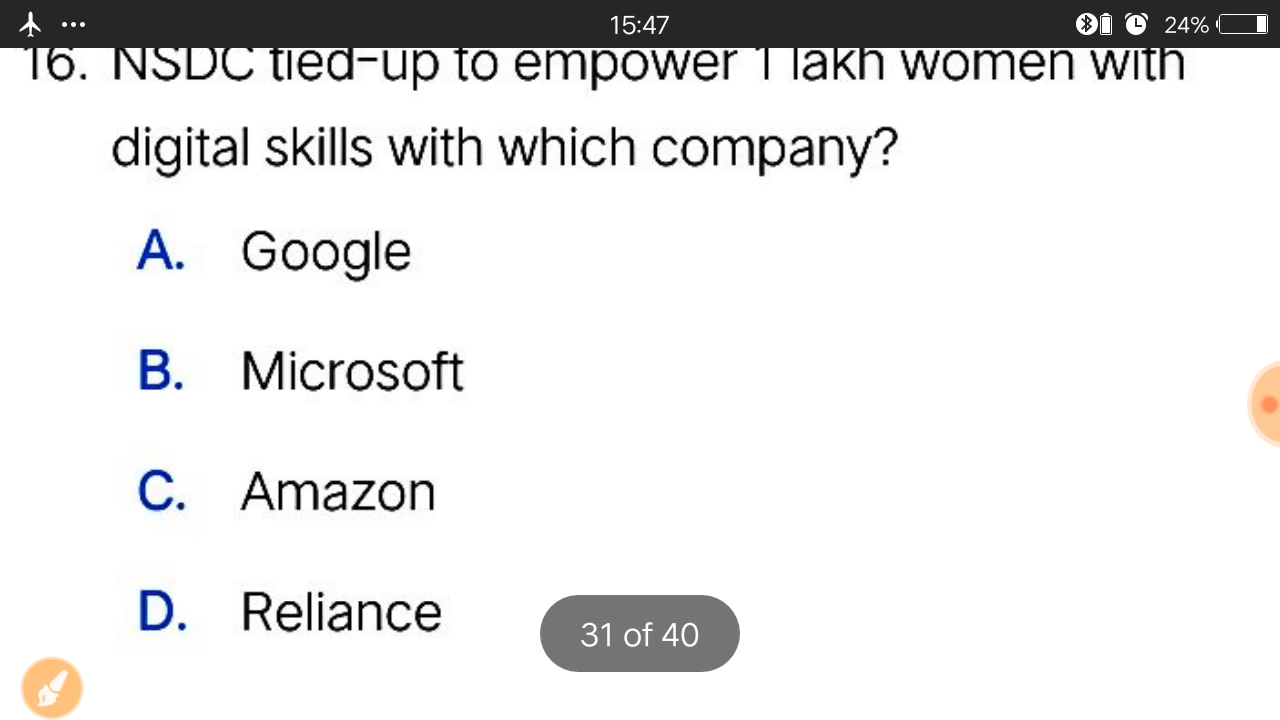 15:47
24%
16. NSDC tied-up to empower 1 lakh women with
digital skills with which company?
A. Google
B. Microsoft
C. Amazon
D. Reliance
31 of 40